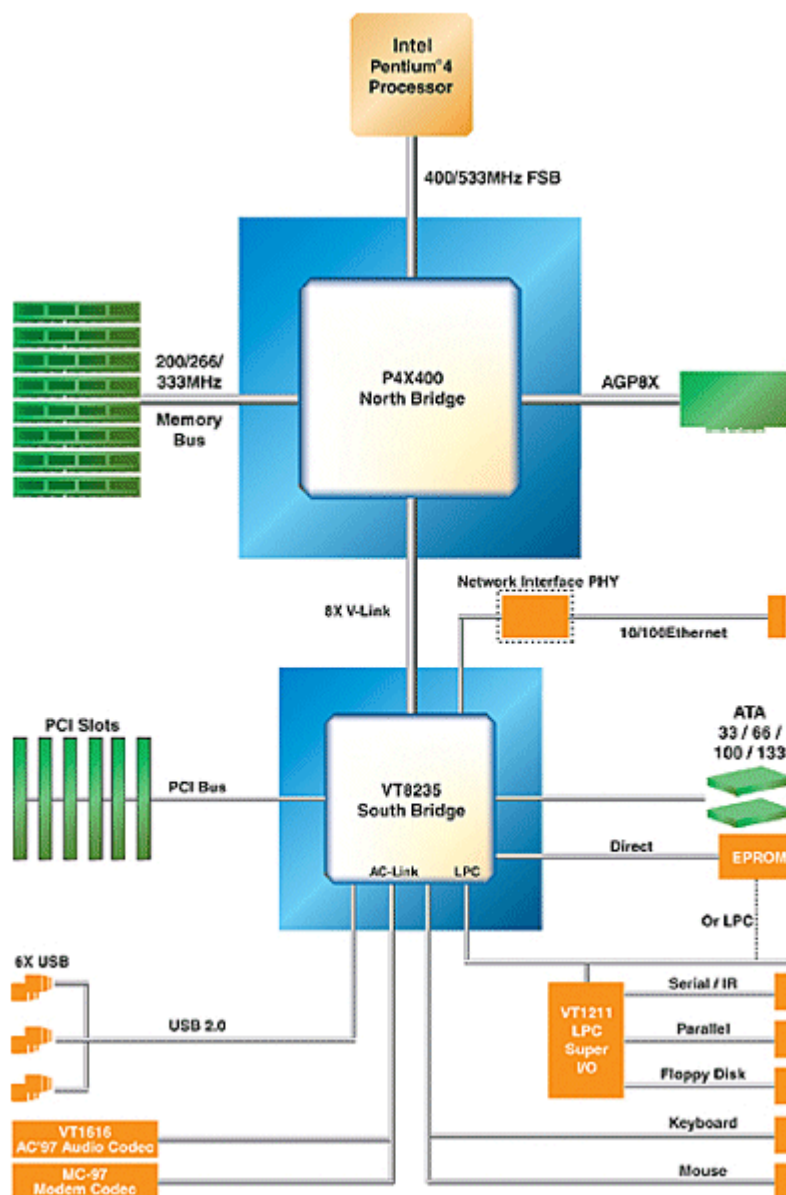 Intel
Pentium®4
Processor
400/533MHz FSB
200/266/
333MHz
Memory
Bus
P4X400
North Bridge
AGP8X
8X V-Link
Network Interface PHY
10/100Ethernet
PCI Slots
PCI Bus
VT8235
South Bridge
AC-Link
LPC
ATA
33 / 66 /
100 / 133
Direct
EPROM
Or LPC
6X USB
USB 2.0
VT1211
LPC
Super
I/O
Serial / IR
Parallel
Floppy Disk
Keyboard
Mouse
VT1616
AC'97 Audio Codec
MC-97
Modem Codec